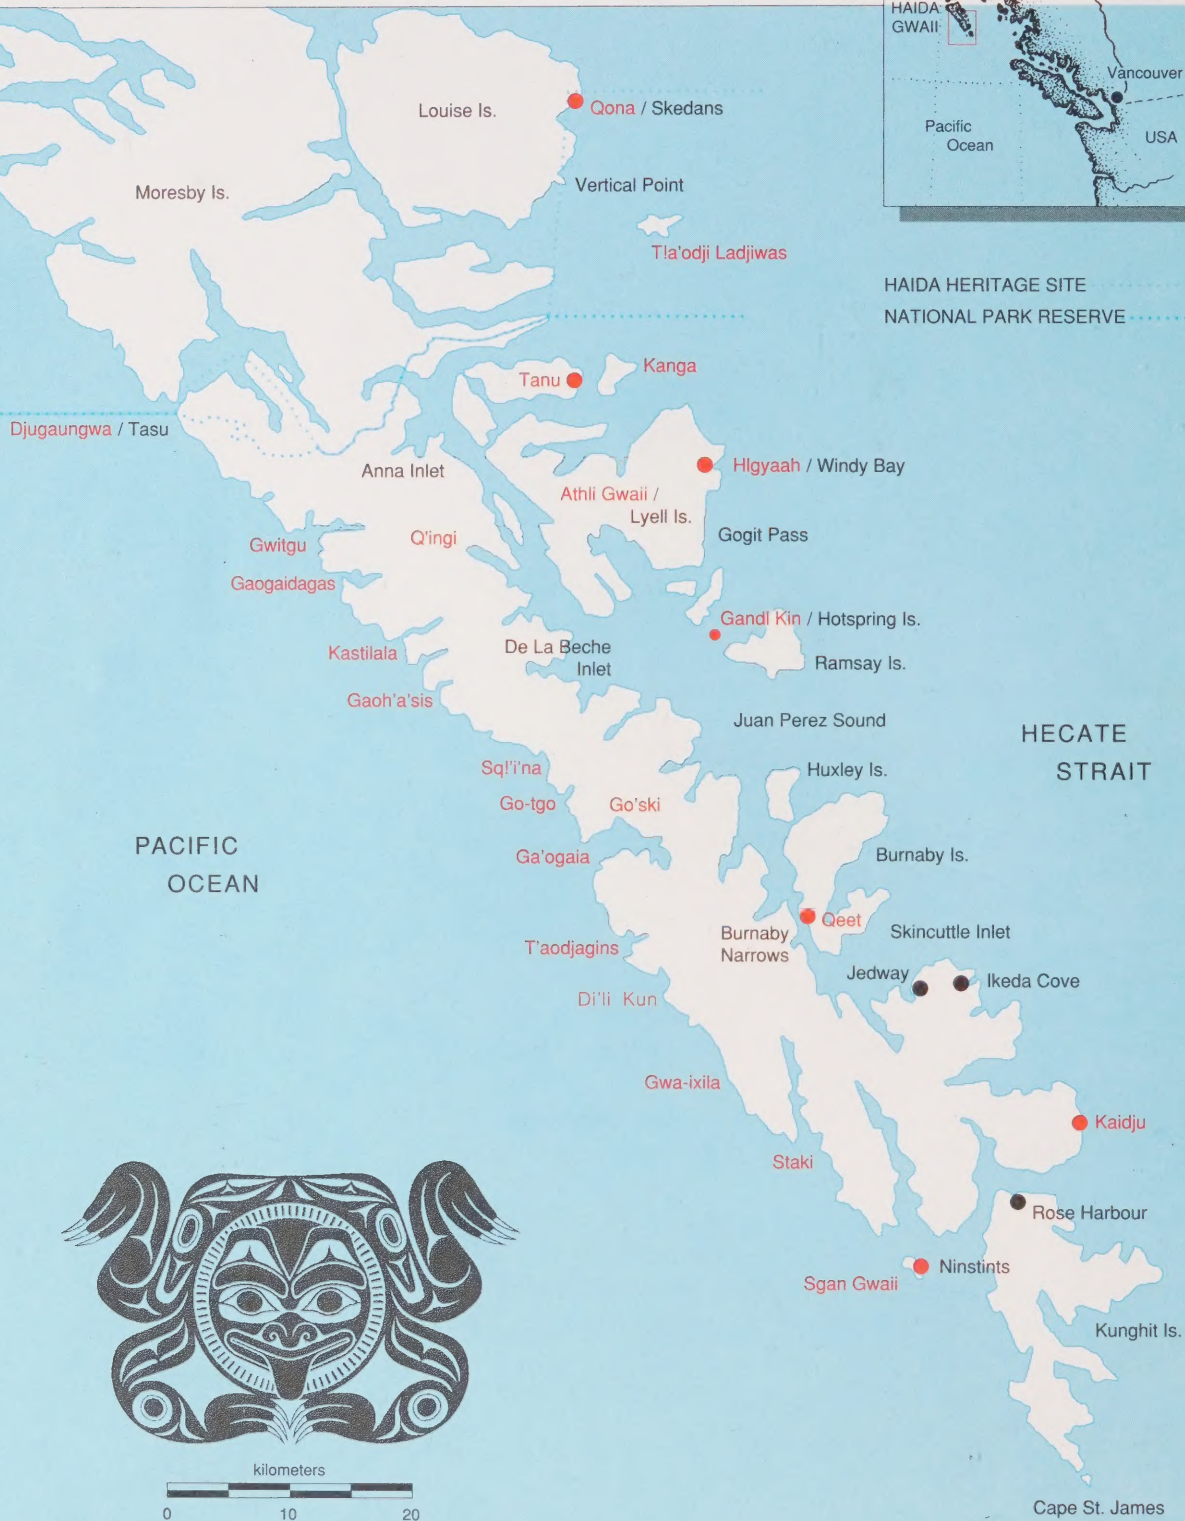 HAIDA
GWAII
Vancouver
Pacific
Ocean
USA
Louise Is.
Qona / Skedans
Moresby Is.
Vertical Point
T!a'odji Ladjiwas
HAIDA HERITAGE SITE
NATIONAL PARK RESERVE
Kanga
Tanu
Djugaungwa / Tasu
Anna Inlet
Hlgyaah / Windy Bay
Athli Gwaii /
Lyell Is.
Gogit Pass
Gwitgu
Q'ingi
Gaogaidagas
Gandl Kin / Hotspring Is.
Kastilala
De La Beche
Inlet
Ramsay Is.
Gaoh'a'sis
Juan Perez Sound
HECATE
STRAIT
Sq!'i'na
Huxley Is.
Go-tgo
Go'ski
PACIFIC
OCEAN
Ga'ogaia
Burnaby Is.
Qeet
Burnaby
Narrows
Skincuttle Inlet
T'aodjagins
Jedway
Ikeda Cove
Di'li Kun
Gwa-ixila
Kaidju
Staki
Rose Harbour
Ninstints
Sgan Gwaii
Kunghit Is.
kilometers
0 10 20
Cape St. James